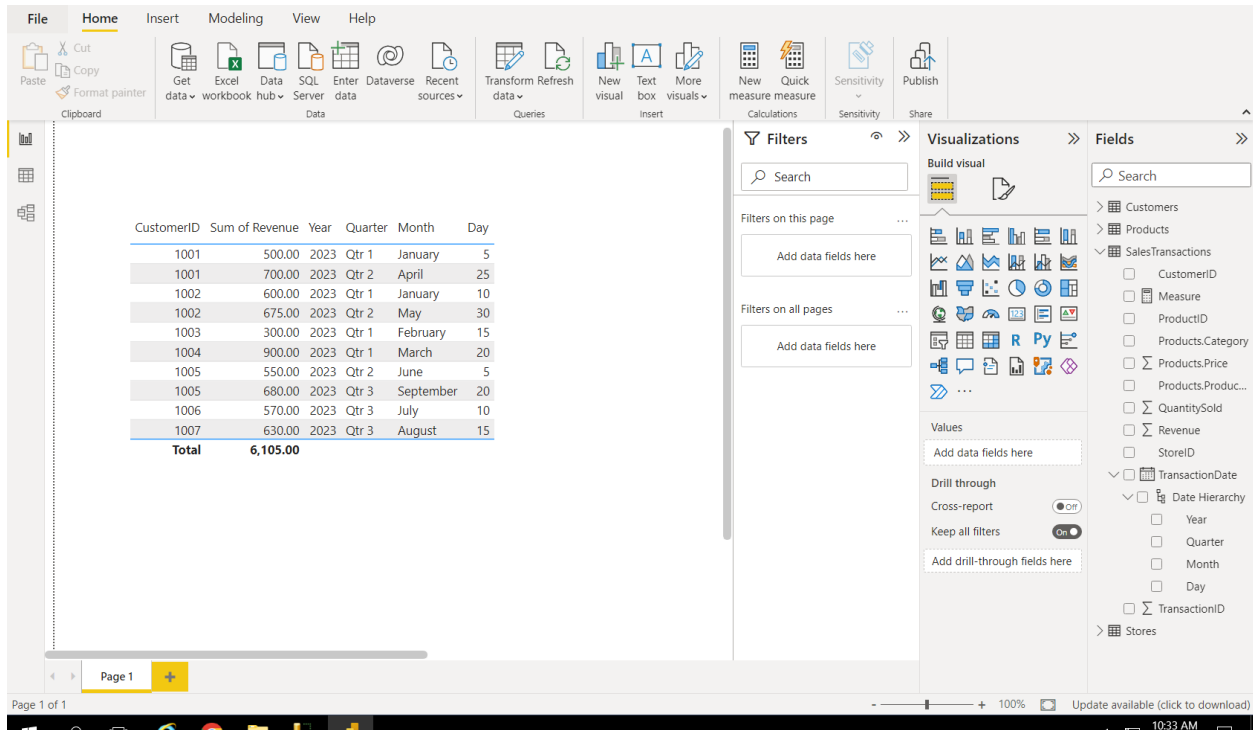 File Home Insert Modeling View Help
Paste
Cut
Copy
Format painter
Clipboard
Get data
Excel workbook
Data hub
SQL Server
Enter data
Dataverse
Recent sources
Data
Transform data
Refresh
Queries
New visual
Text box
More visuals
Insert
New measure
Quick measure
Calculations
Sensitivity
Sensitivity
Publish
Share
CustomerID Sum of Revenue Year Quarter Month Day
1001 500.00 2023 Qtr 1 January 5
1001 700.00 2023 Qtr 2 April 25
1002 600.00 2023 Qtr 1 January 10
1002 675.00 2023 Qtr 2 May 30
1003 300.00 2023 Qtr 1 February 15
1004 900.00 2023 Qtr 1 March 20
1005 550.00 2023 Qtr 2 June 5
1005 680.00 2023 Qtr 3 September 20
1006 570.00 2023 Qtr 3 July 10
1007 630.00 2023 Qtr 3 August 15
Total 6,105.00
Filters
Search
Filters on this page ...
Add data fields here
Filters on all pages ...
Add data fields here
Visualizations
Build visual
123
R Py
...
Values
Add data fields here
Drill through
Cross-report Off
Keep all filters On
Add drill-through fields here
Fields
Search
Customers
Products
SalesTransactions
CustomerID
Measure
ProductID
Products.Category
∑ Products.Price
Products.Produc...
∑ QuantitySold
∑ Revenue
StoreID
TransactionDate
Date Hierarchy
Year
Quarter
Month
Day
∑ TransactionID
Stores
Page 1 +
Page 1 of 1
- + 100%
Update available (click to download)
10:33 AM